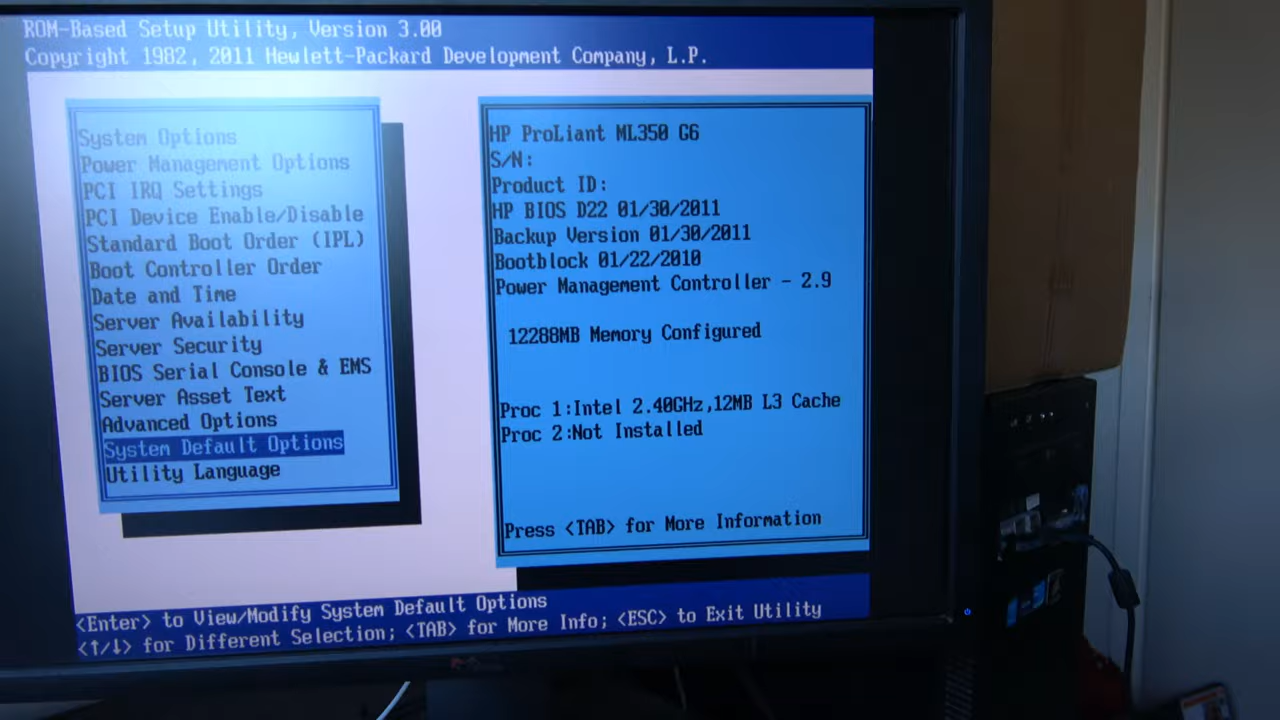 ROM-Based Setup Utility, Version 3.00
Copyright 1982, 2011 Hewlett-Packard Development Company, L.P.
System Options
Power Management Options
PCI IRQ Settings
PCI Device Enable/Disable
Standard Boot Order (IPL)
Boot Controller Order
Date and Time
Server Availability
Server Security
BIOS Serial Console & EMS
Server Asset Text
Advanced Options
System Default Options
Utility Language
HP ProLiant ML350 G6
S/N:
Product ID:
HP BIOS D22 01/30/2011
Backup Version 01/30/2011
Bootblock 01/22/2010
Power Management Controller - 2.9
12288MB Memory Configured
Proc 1:Intel 2.40GHz,12MB L3 Cache
Proc 2:Not Installed
Press <TAB> for More Information
<Enter> to View/Modify System Default Options
<↑/↓> for Different Selection; <TAB> for More Info; <ESC> to Exit Utility